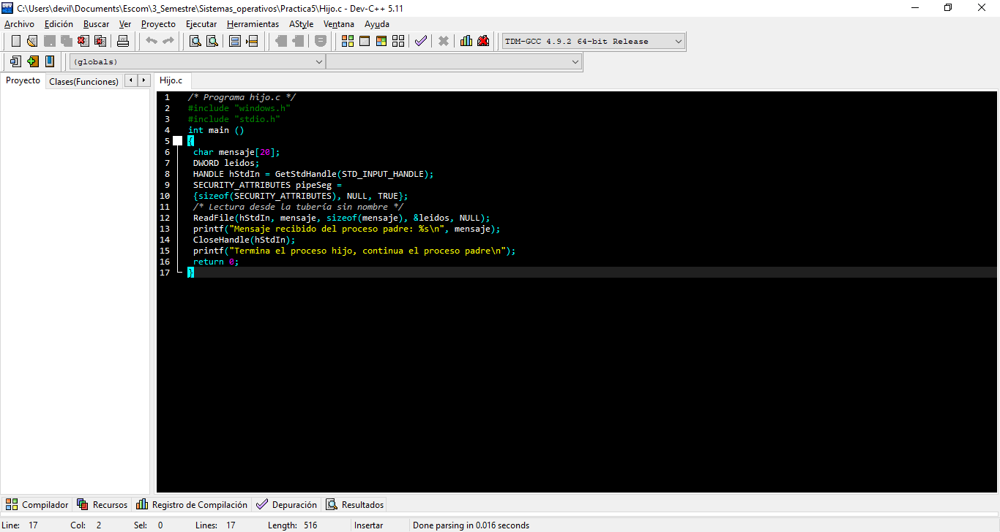 C:\Users\devil\Documents\Escom\3_Semestre\Sistemas_operativos\Practica5\Hijo.c - Dev-C++ 5.11
Archivo Edición Buscar Ver Proyecto Ejecutar Herramientas AStyle Ventana Ayuda
TDM-GCC 4.9.2 64-bit Release
(globals)
Proyecto Clases(Funciones) Hijo.c
1 /* Programa hijo.c */
2 #include "windows.h"
3 #include "stdio.h"
4 int main ()
5 {
6 char mensaje[20];
7 DWORD leidos;
8 HANDLE hStdIn = GetStdHandle(STD_INPUT_HANDLE);
9 SECURITY_ATTRIBUTES pipeSeg =
10 {sizeof(SECURITY_ATTRIBUTES), NULL, TRUE};
11 /* Lectura desde la tubería sin nombre */
12 ReadFile(hStdIn, mensaje, sizeof(mensaje), &leidos, NULL);
13 printf("Mensaje recibido del proceso padre: %s\n", mensaje);
14 CloseHandle(hStdIn);
15 printf("Termina el proceso hijo, continua el proceso padre\n");
16 return 0;
17 }
Compilador Recursos Registro de Compilación Depuración Resultados
Line: 17 Col: 2 Sel: 0 Lines: 17 Length: 516 Insertar Done parsing in 0.016 seconds